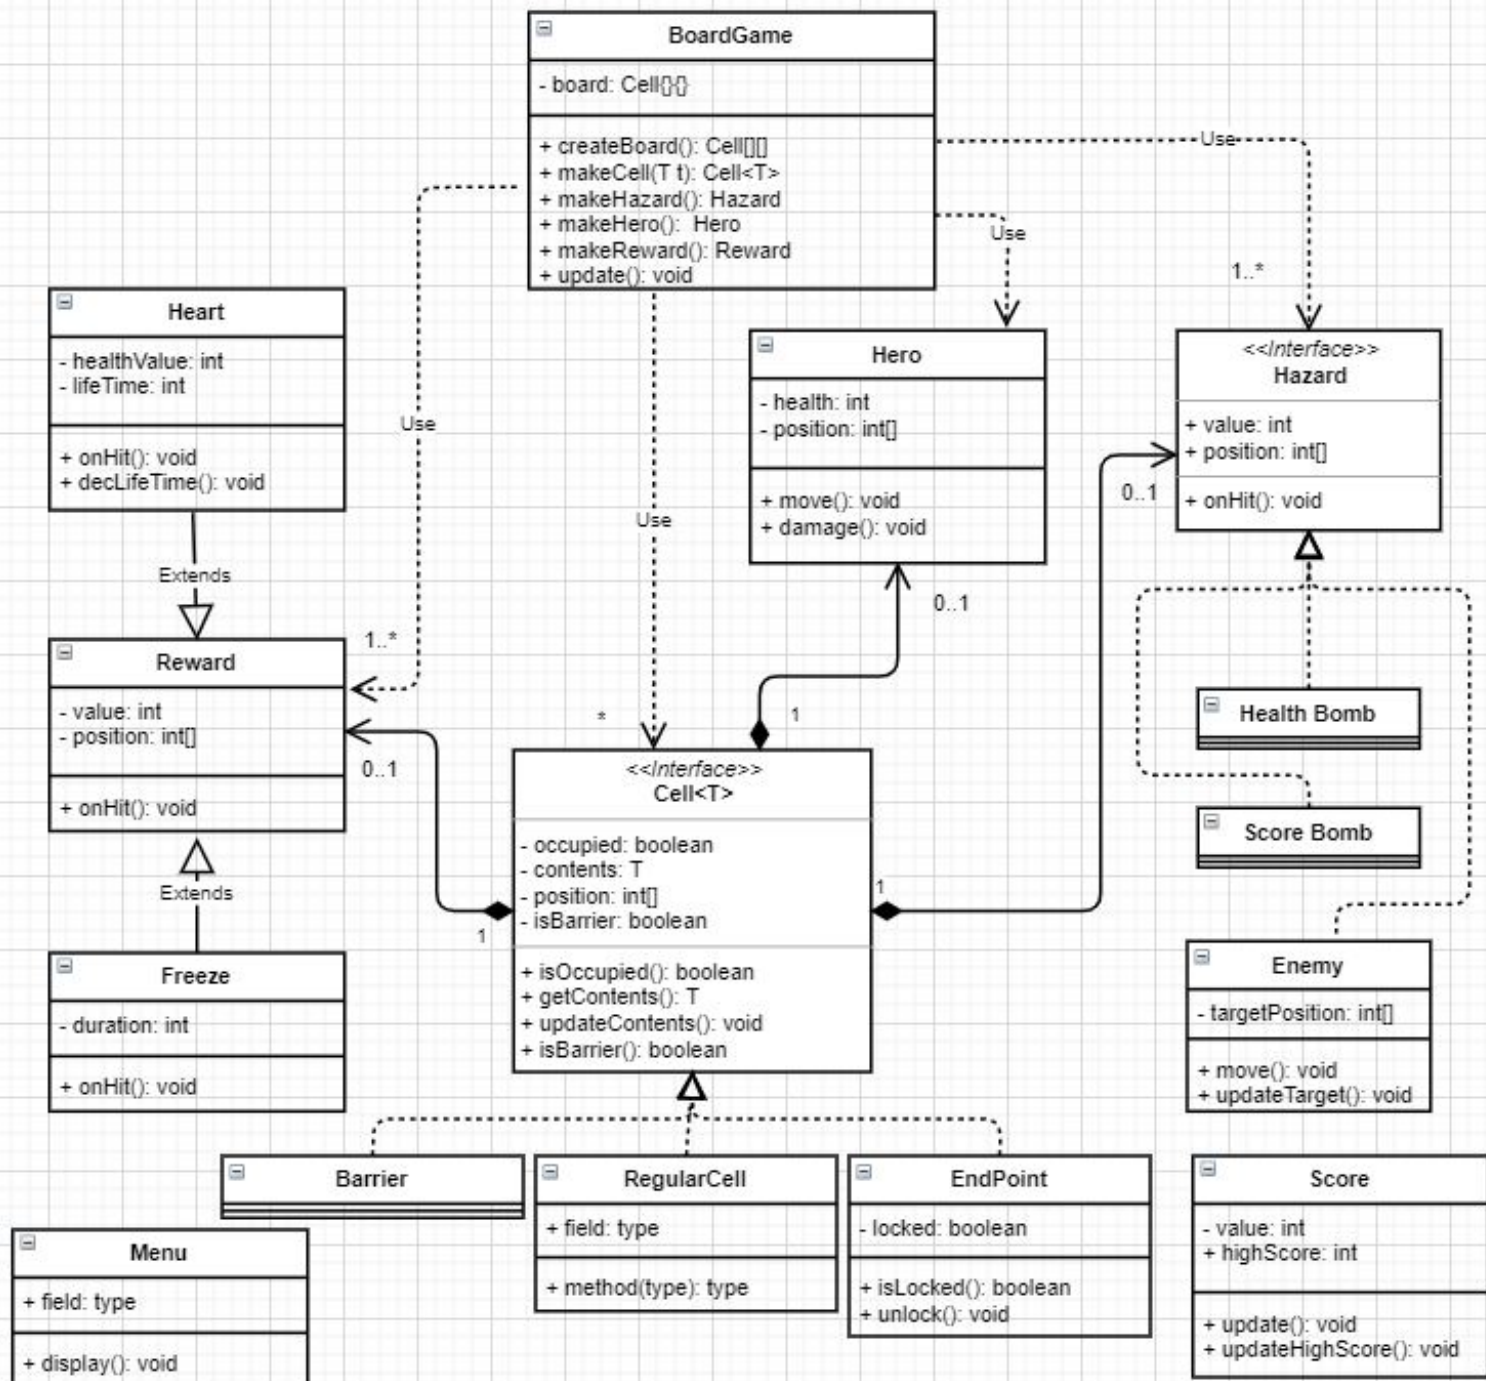 BoardGame
- board: Cell{}{}
+ createBoard(): Cell[][]
+ makeCell(T t): Cell<T>
+ makeHazard(): Hazard
+ makeHero():  Hero
+ makeReward(): Reward
+ update(): void
Use
Use
1..*
Use
Use
Heart
- healthValue: int
- lifeTime: int
+ onHit(): void
+ decLifeTime(): void
Extends
Hero
- health: int
- position: int[]
+ move(): void
+ damage(): void
0..1
<<Interface>>
Hazard
+ value: int
+ position: int[]
+ onHit(): void
0..1
Reward
- value: int
- position: int[]
+ onHit(): void
1..*
0..1
Extends
Freeze
- duration: int
+ onHit(): void
*
1
1
1
<<Interface>>
Cell<T>
- occupied: boolean
- contents: T
- position: int[]
- isBarrier: boolean
+ isOccupied(): boolean
+ getContents(): T
+ updateContents(): void
+ isBarrier(): boolean
Health Bomb
Score Bomb
Enemy
- targetPosition: int[]
+ move(): void
+ updateTarget(): void
Barrier
RegularCell
+ field: type
+ method(type): type
EndPoint
- locked: boolean
+ isLocked(): boolean
+ unlock(): void
Score
- value: int
+ highScore: int
+ update(): void
+ updateHighScore(): void
Menu
+ field: type
+ display(): void